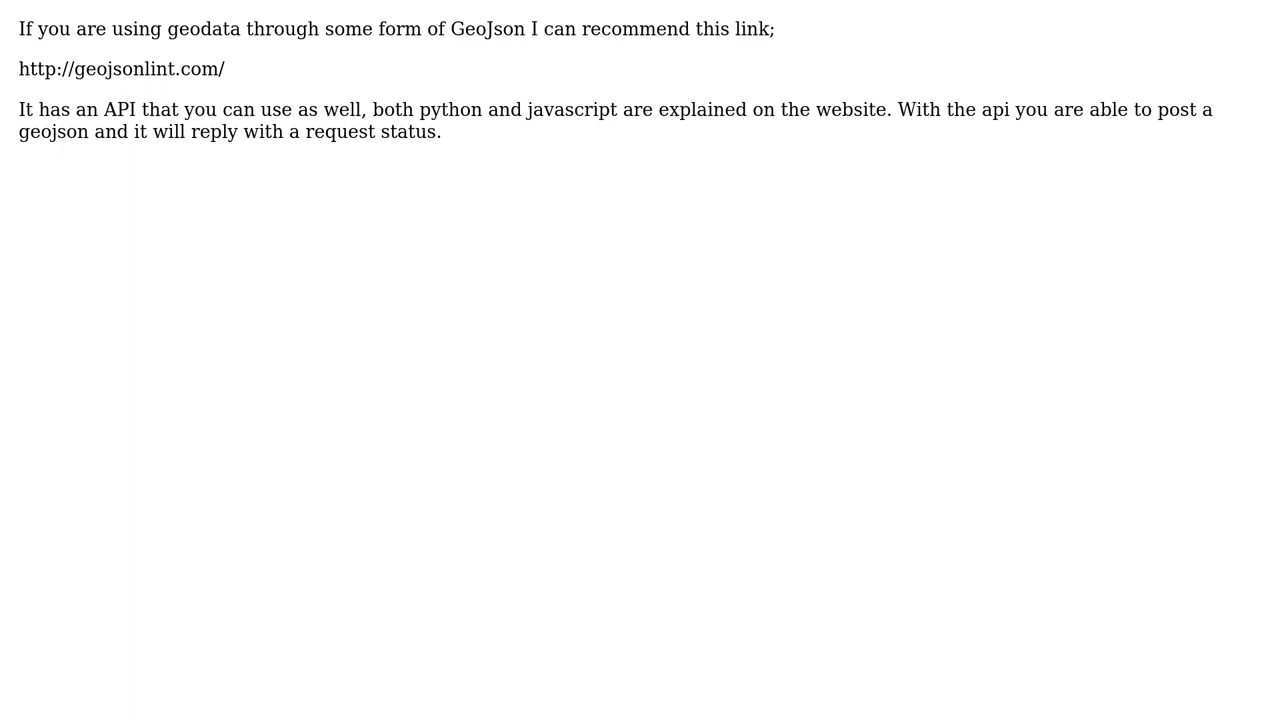 If you are using geodata through some form of GeoJson I can recommend this link;
http://geojsonlint.com/
It has an API that you can use as well, both python and javascript are explained on the website. With the api you are able to post a
geojson and it will reply with a request status.